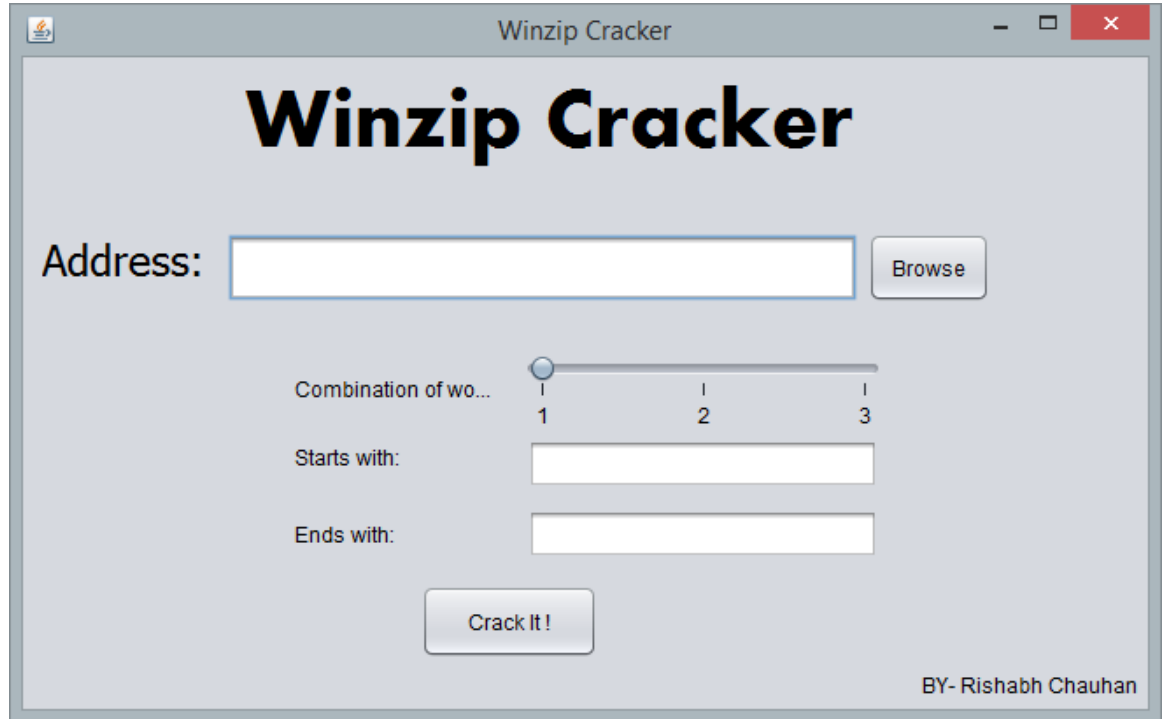 Winzip Cracker
Winzip Cracker
Address:
Browse
Combination of wo...
1 2 3
Starts with:
Ends with:
Crack It !
BY- Rishabh Chauhan